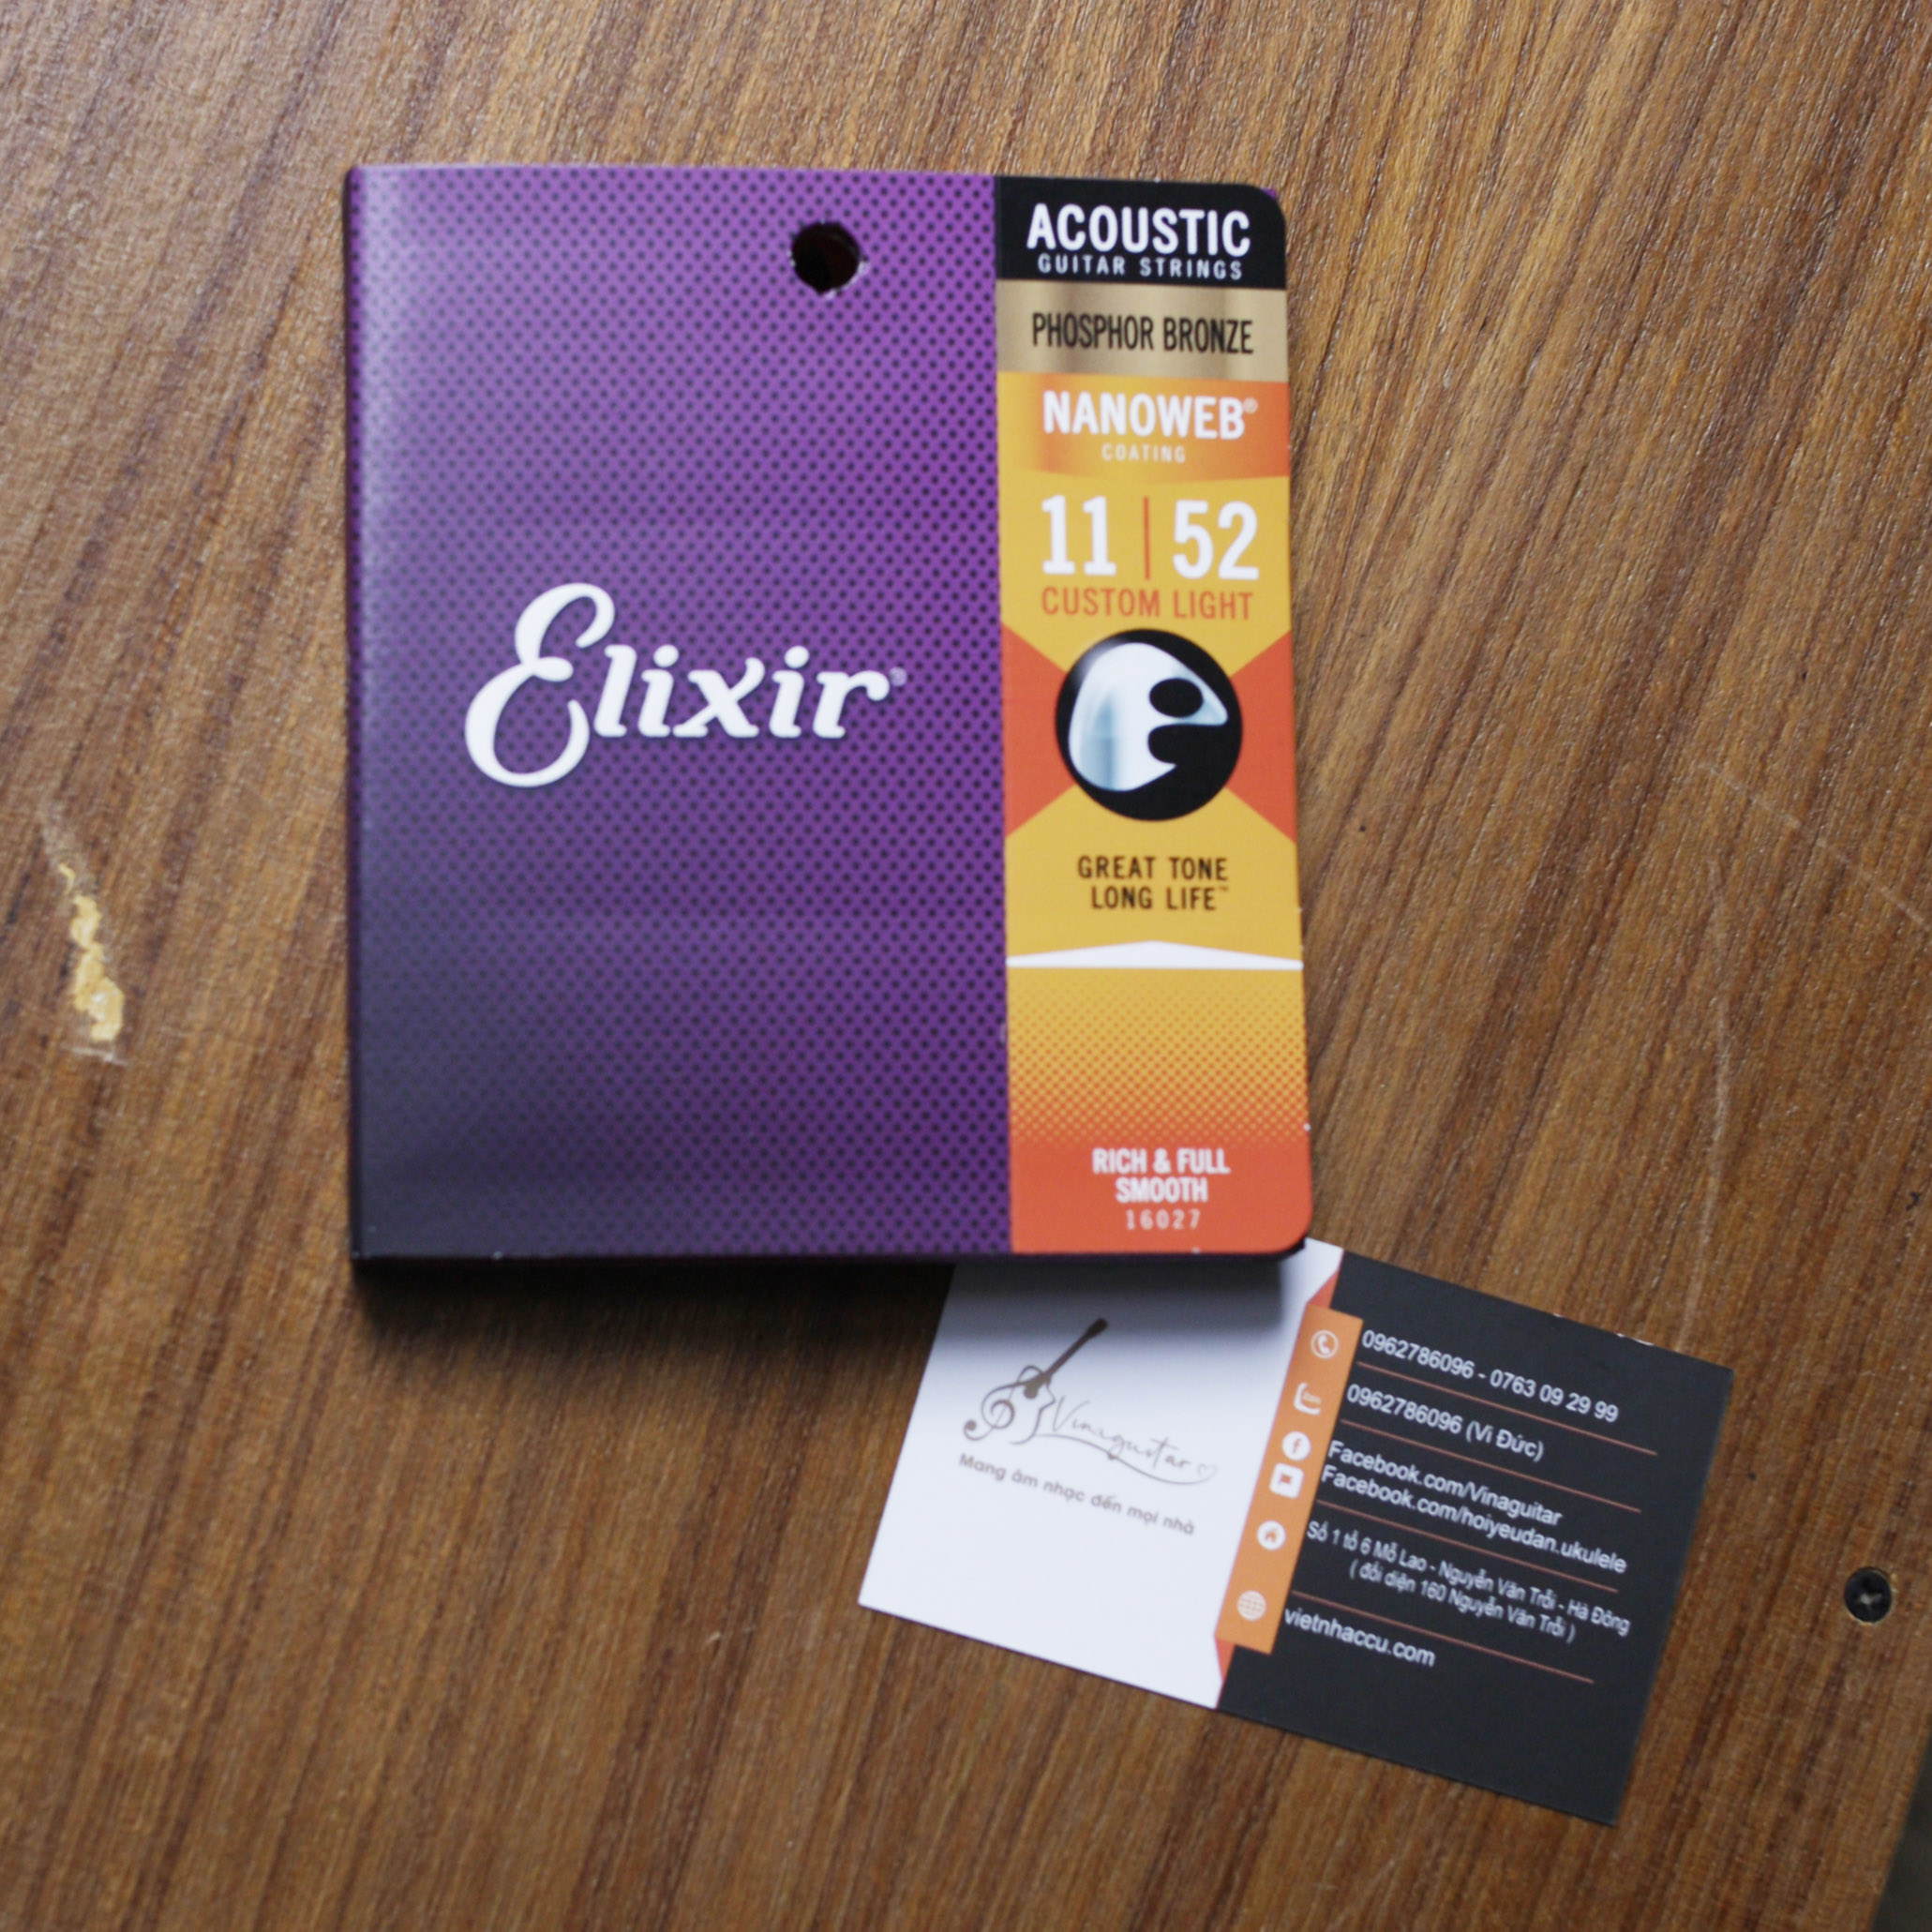 ACOUSTIC
GUITAR STRINGS
PHOSPHOR BRONZE
NANOWEB®
COATING
11 | 52
CUSTOM LIGHT
Elixir
GREAT TONE
LONG LIFE™
RICH & FULL
SMOOTH
16027
Vinaguitar
Mang âm nhạc đến mọi nhà
0962786096 - 0763 09 29 99
0962786096 (Vi Đức)
Facebook.com/Vinaguitar
Facebook.com/hoiyeudan.ukulele
Số 1 tổ 6 Mỗ Lao - Nguyễn Văn Trỗi - Hà Đông
( đối diện 160 Nguyễn Văn Trỗi )
vietnhaccu.com